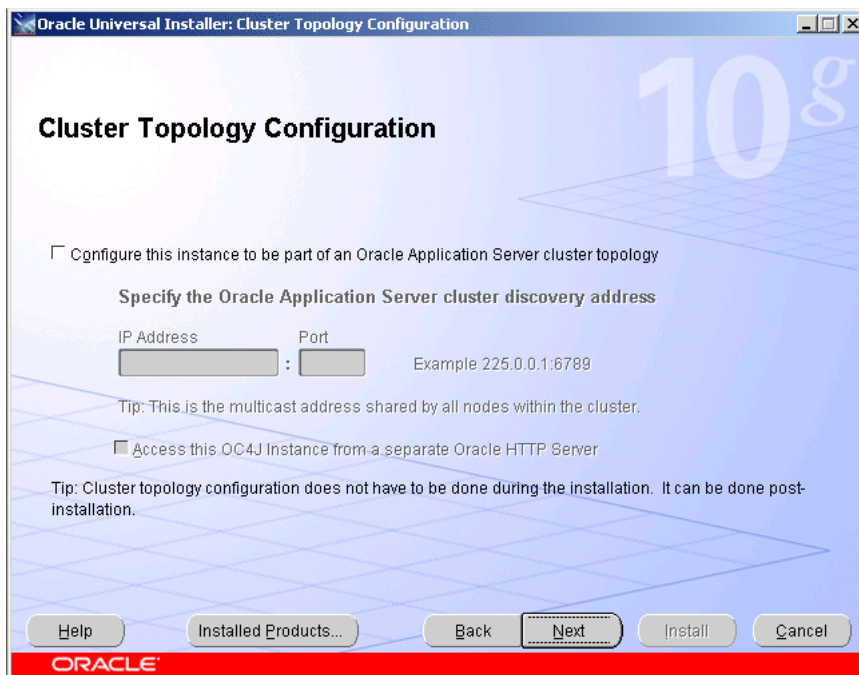 Oracle Universal Installer: Cluster Topology Configuration
10g
Cluster Topology Configuration
Configure this instance to be part of an Oracle Application Server cluster topology
Specify the Oracle Application Server cluster discovery address
IP Address Port
: Example 225.0.0.1:6789
Tip: This is the multicast address shared by all nodes within the cluster.
Access this OC4J Instance from a separate Oracle HTTP Server
Tip: Cluster topology configuration does not have to be done during the installation. It can be done post-
installation.
Help Installed Products... Back Next Install Cancel
ORACLE